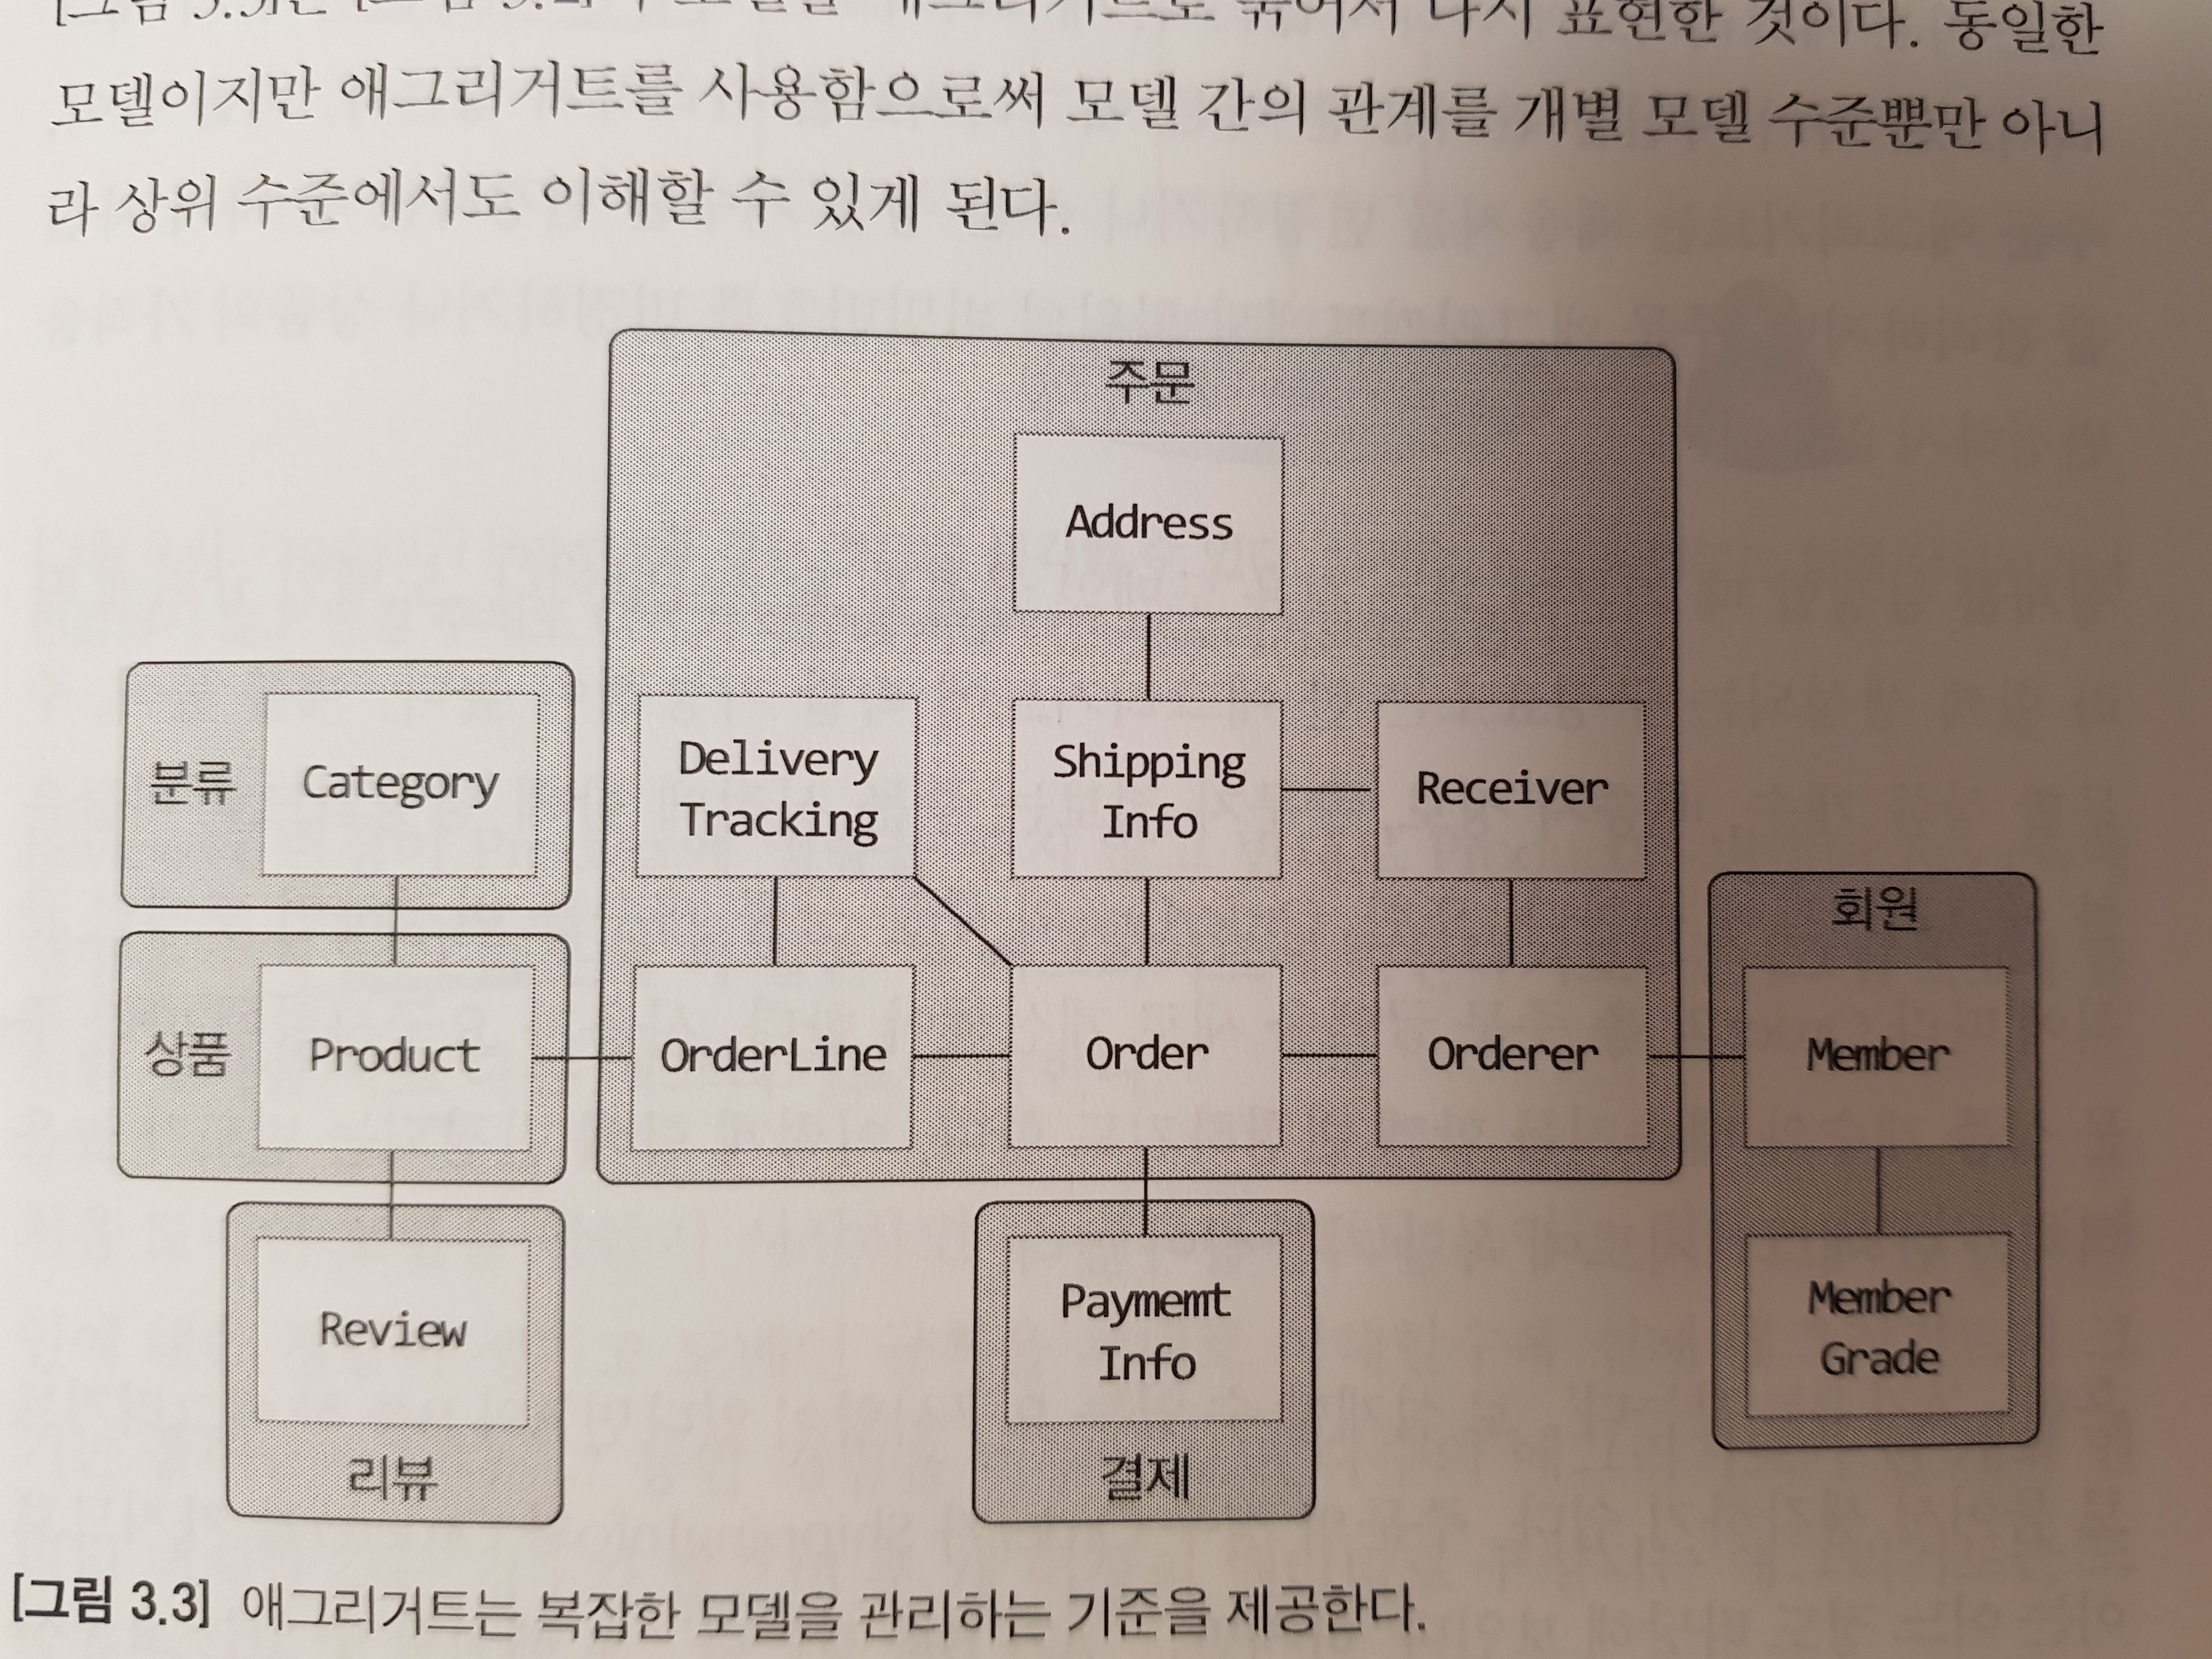 표현한 것이다. 동일한
모델이지만 애그리거트를 사용함으로써 모델 간의 관계를 개별 모델 수준뿐만 아니
라 상위 수준에서도 이해할 수 있게 된다.
주문
Address
분류
Category
Delivery
Tracking
Shipping
Info
Receiver
회원
상품
Product
OrderLine
Order
Orderer
Member
Review
리뷰
Paymemt
Info
결제
Member
Grade
[그림 3.3] 애그리거트는 복잡한 모델을 관리하는 기준을 제공한다.